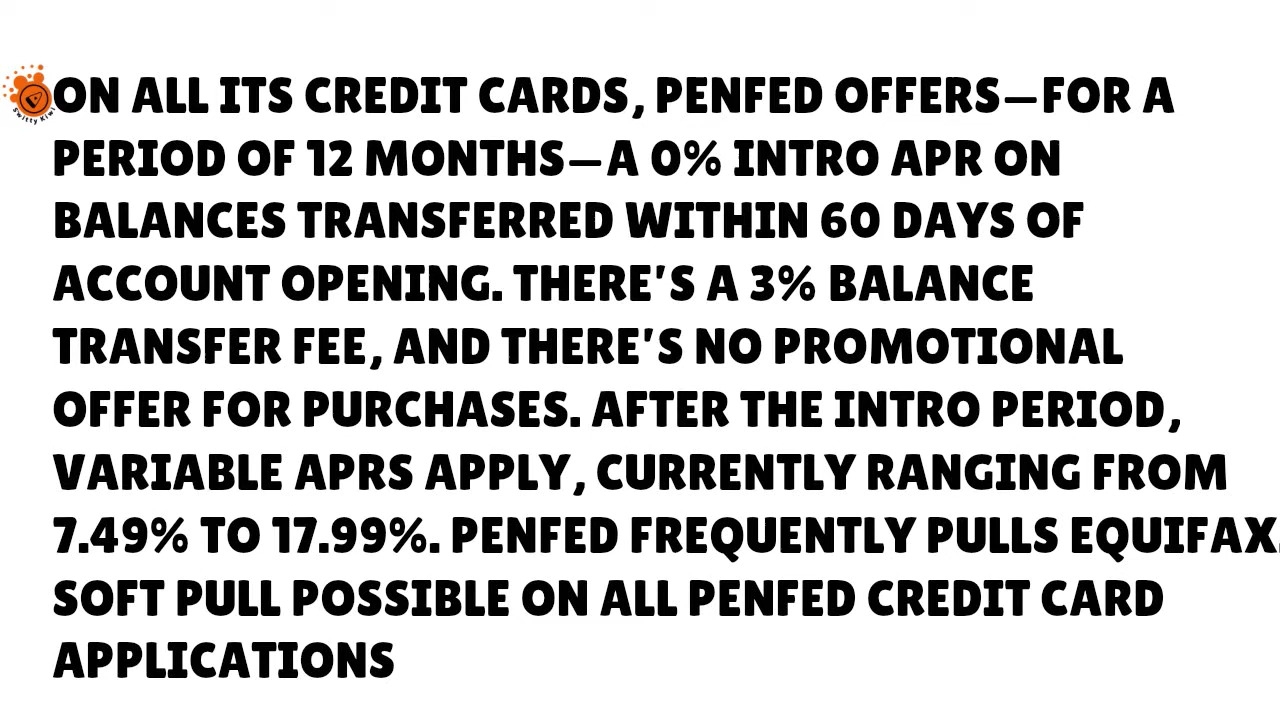 ON ALL ITS CREDIT CARDS, PENFED OFFERS—FOR A
PERIOD OF 12 MONTHS—A 0% INTRO APR ON
BALANCES TRANSFERRED WITHIN 60 DAYS OF
ACCOUNT OPENING. THERE'S A 3% BALANCE
TRANSFER FEE, AND THERE'S NO PROMOTIONAL
OFFER FOR PURCHASES. AFTER THE INTRO PERIOD,
VARIABLE APRS APPLY, CURRENTLY RANGING FROM
7.49% TO 17.99%. PENFED FREQUENTLY PULLS EQUIFAX.
SOFT PULL POSSIBLE ON ALL PENFED CREDIT CARD
APPLICATIONS